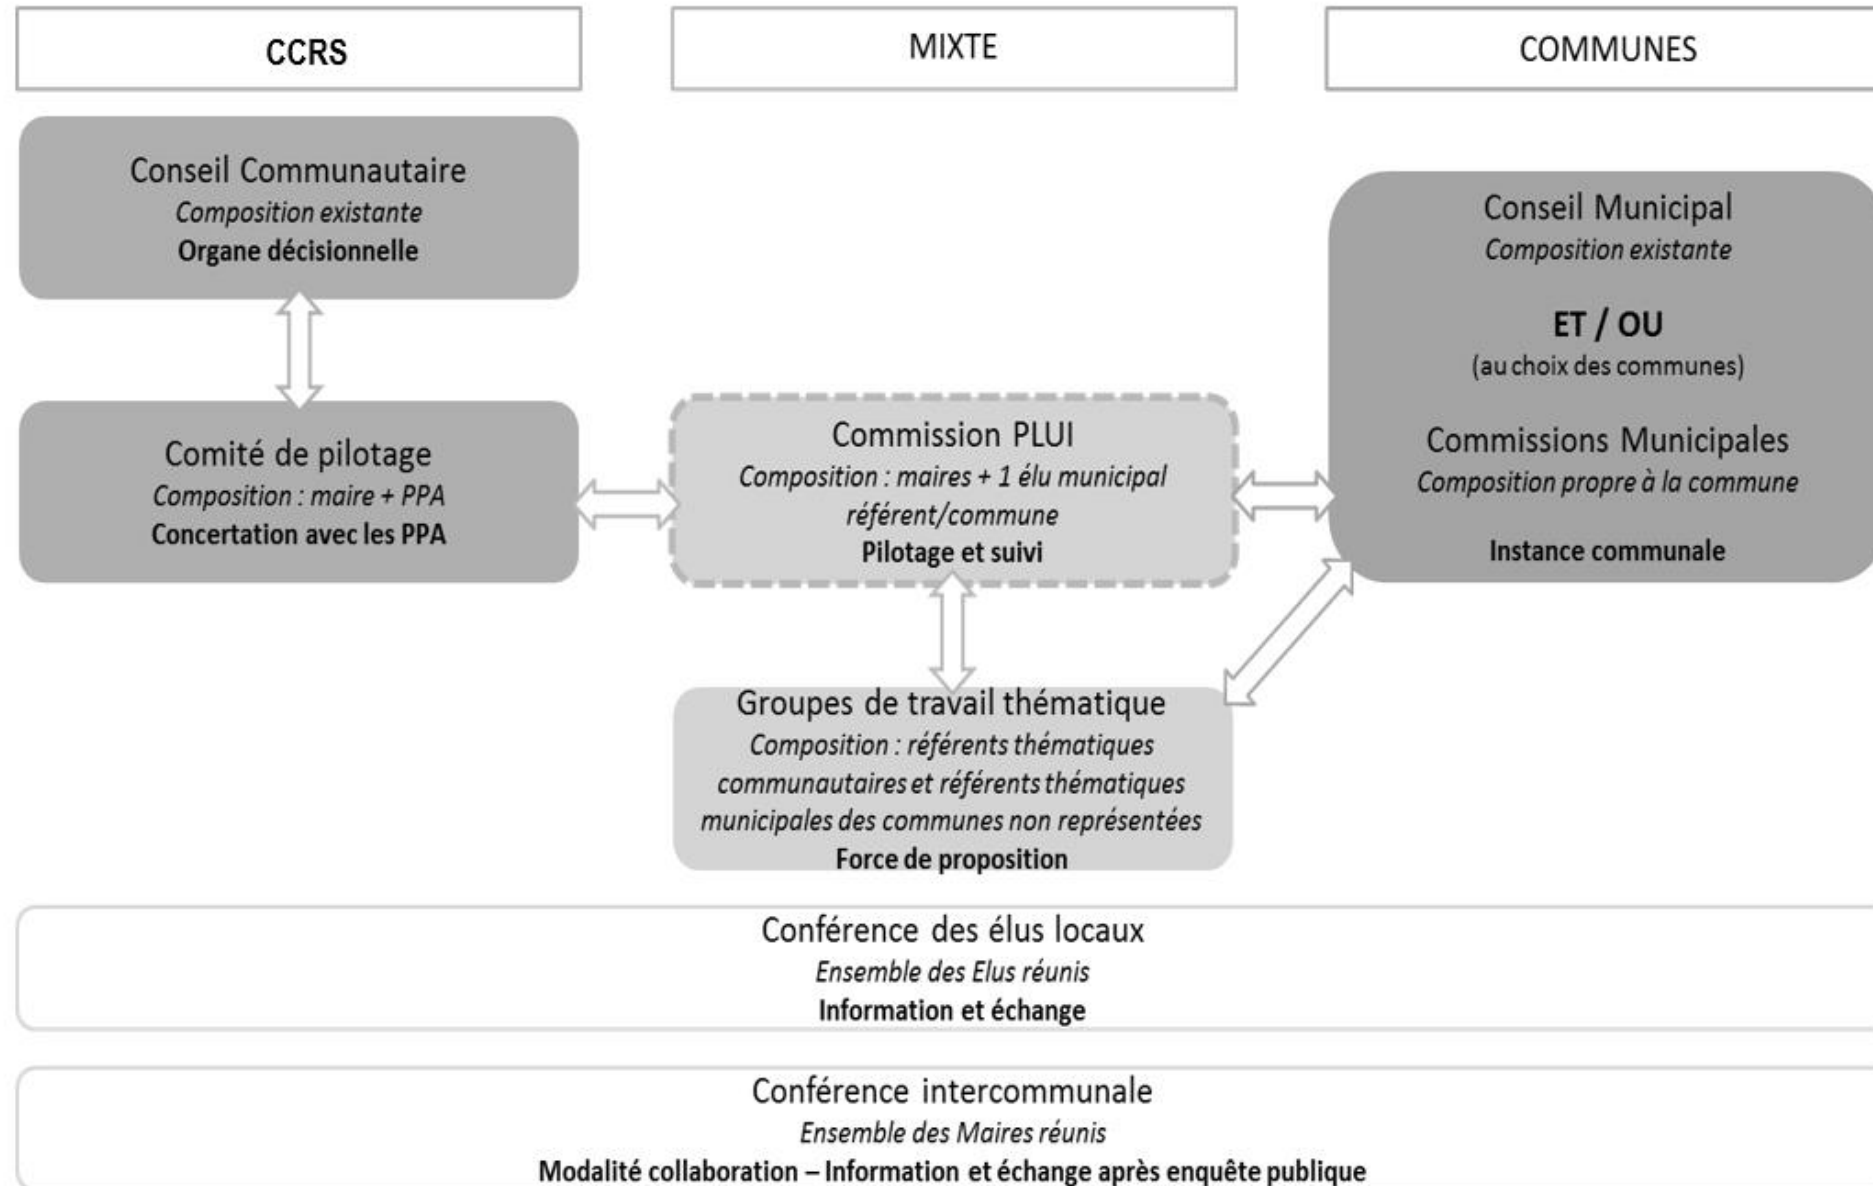 CCRS
MIXTE
COMMUNES
Conseil Communautaire
Composition existante
Organe décisionnelle
Comité de pilotage
Composition : maire + PPA
Concertation avec les PPA
Commission PLUI
Composition : maires + 1 élu municipal
référent/commune
Pilotage et suivi
Groupes de travail thématique
Composition : référents thématiques
communautaires et référents thématiques
municipales des communes non représentées
Force de proposition
Conseil Municipal
Composition existante
ET / OU
(au choix des communes)
Commissions Municipales
Composition propre à la commune
Instance communale
Conférence des élus locaux
Ensemble des Elus réunis
Information et échange
Conférence intercommunale
Ensemble des Maires réunis
Modalité collaboration – Information et échange après enquête publique